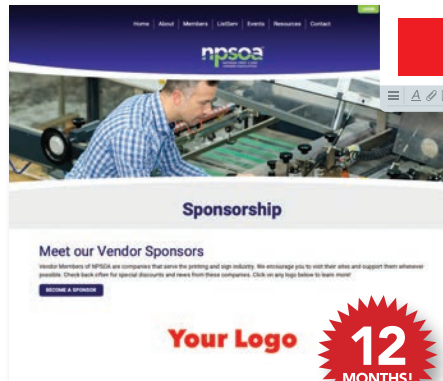 LOGIN
Home About Members ListServ Events Resources Contact
npsoa
Sponsorship
Meet our Vendor Sponsors
Vendor Members of NPSOA are companies that serve the printing and sign industry. We encourage you to visit their sites and support them whenever
possible. Check back often for special discounts and news from these companies. Click on any logo below to learn more!
BECOME A SPONSOR
Your Logo
12
MONTHS!